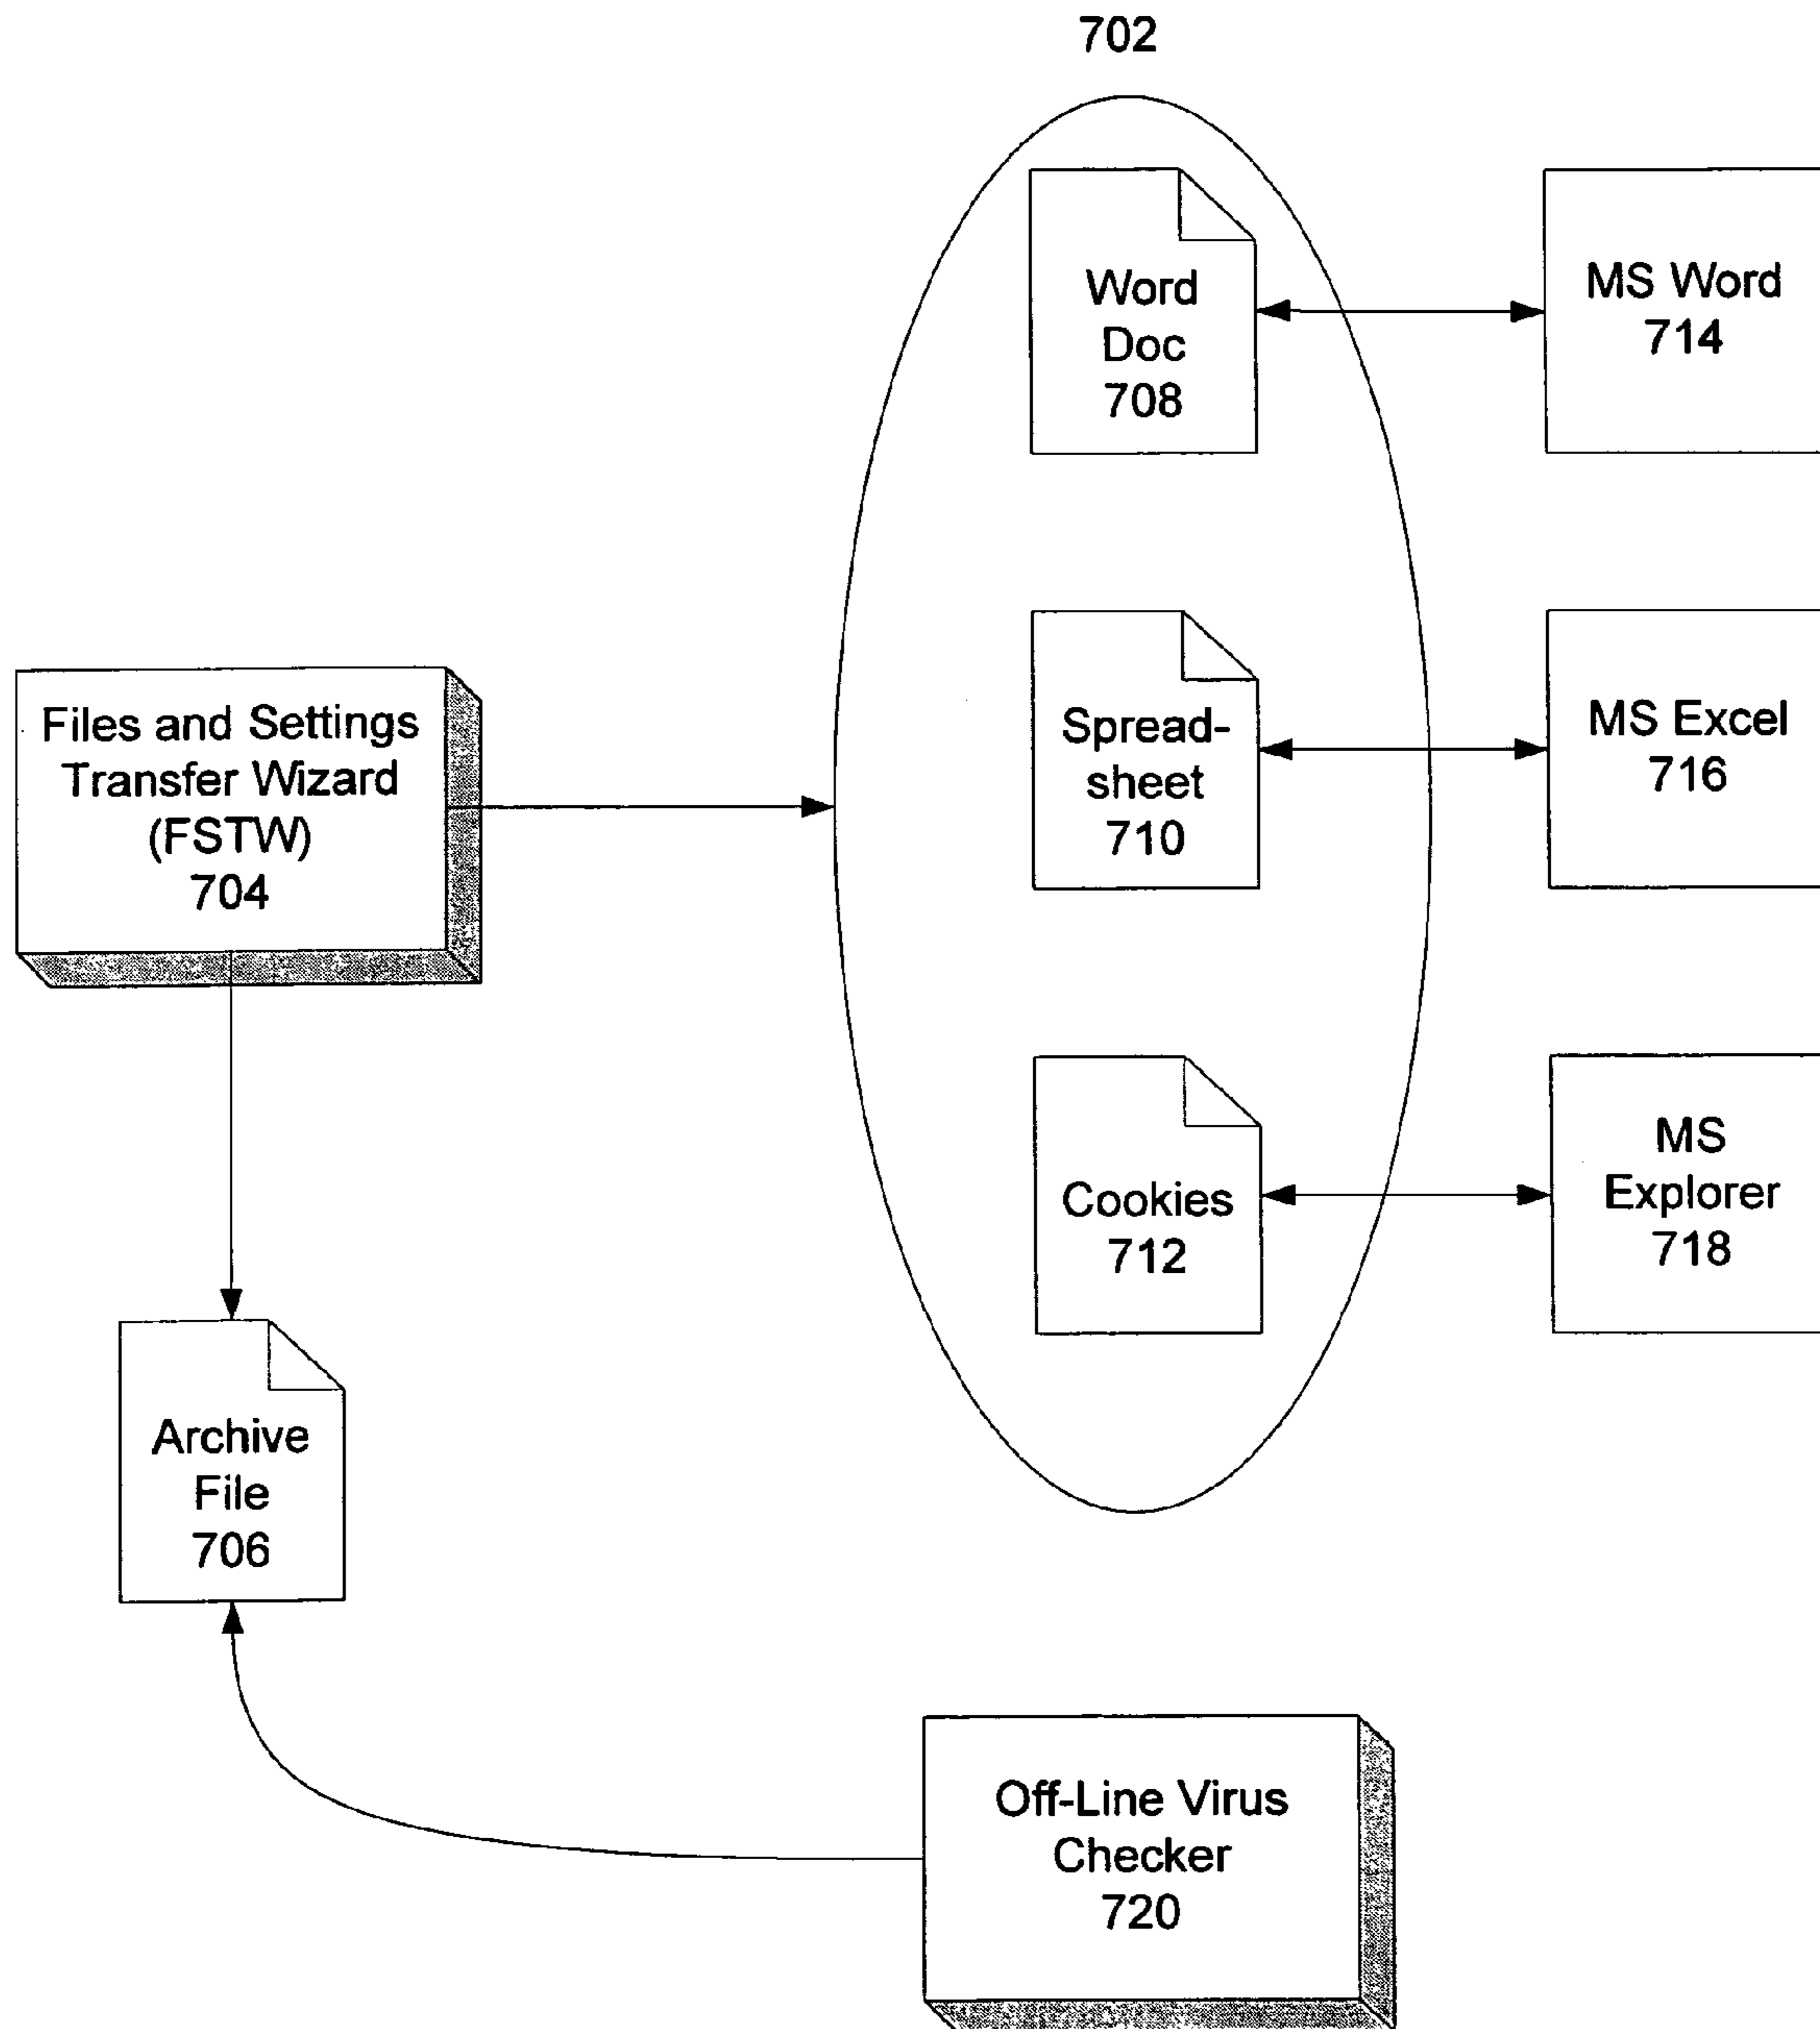 702
Word
Doc
708
MS Word
714
Files and Settings
Transfer Wizard
(FSTW)
704
Spread-
sheet
710
MS Excel
716
Cookies
712
MS
Explorer
718
Archive
File
706
Off-Line Virus
Checker
720